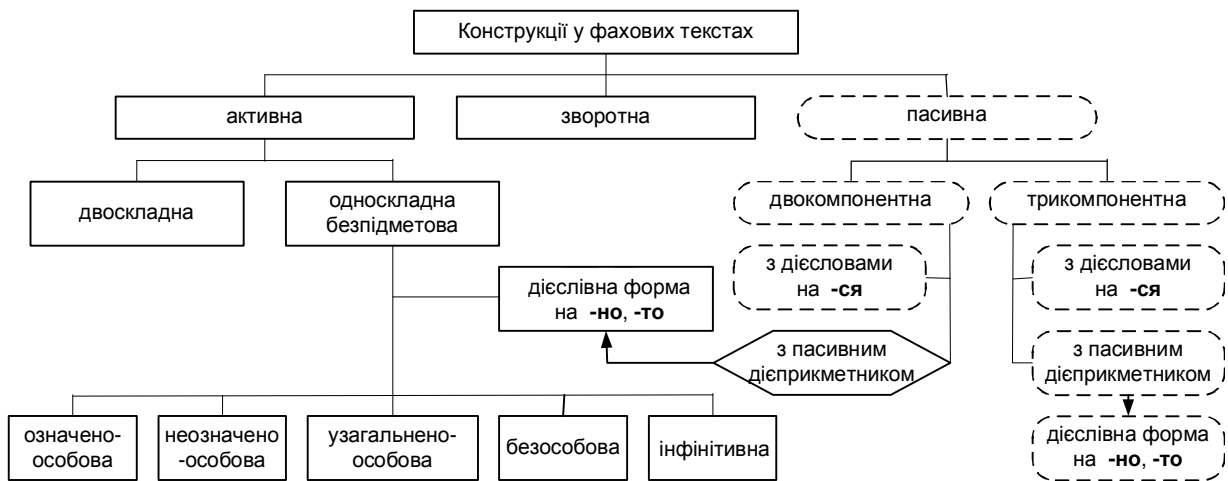 Конструкції у фахових текстах
активна
зворотна
пасивна
двоскладна
односкладна
безпідметова
двокомпонентна
трикомпонентна
дієслівна форма
на -но, -то
з дієсловами
на -ся
з дієсловами
на -ся
з пасивним
дієприкметником
з пасивним
дієприкметником
означено-
особова
неозначено
-особова
узагальнено-
особова
безособова
інфінітивна
дієслівна форма
на -но, -то